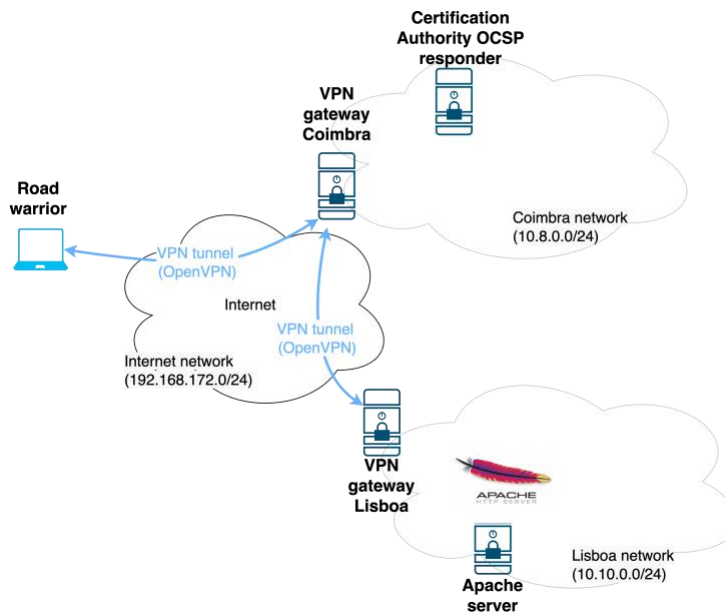 Certification
Authority OCSP
responder
VPN
gateway
Coimbra
Road
warrior
Coimbra network
(10.8.0.0/24)
VPN tunnel
(OpenVPN)
Internet
VPN tunnel
(OpenVPN)
Internet network
(192.168.172.0/24)
VPN
gateway
Lisboa
APACHE
HTTP SERVER
Lisboa network
(10.10.0.0/24)
Apache
server